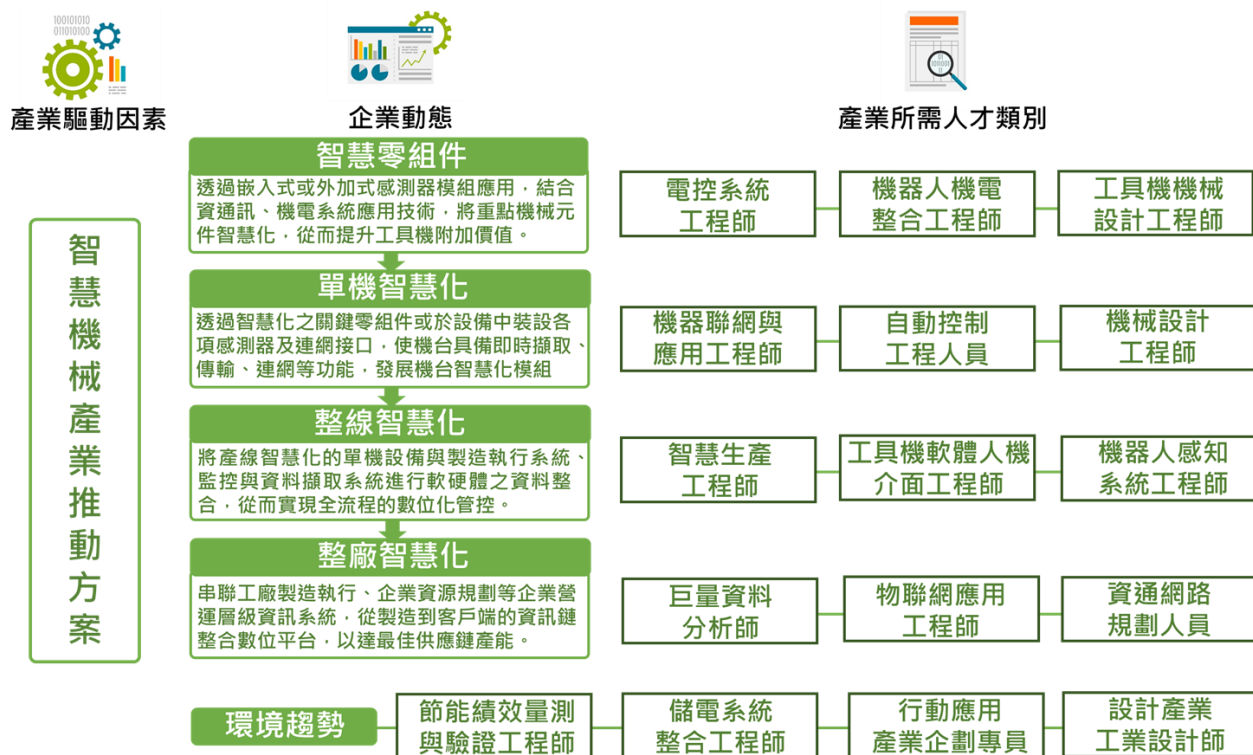 100101010
011010100
產業驅動因素
企業動態
產業所需人才類別
智慧機械產業推動方案
智慧零組件
透過嵌入式或外加式感測器模組應用，結合
資通訊、機電系統應用技術，將重點機械元
件智慧化，從而提升工具機附加價值。
電控系統
工程師
機器人機電
整合工程師
工具機機械
設計工程師
單機智慧化
透過智慧化之關鍵零組件或於設備中裝設各
項感測器及連網接口，使機台具備即時擷取、
傳輸、連網等功能，發展機台智慧化模組
機器聯網與
應用工程師
自動控制
工程人員
機械設計
工程師
整線智慧化
將產線智慧化的單機設備與製造執行系統、
監控與資料擷取系統進行軟硬體之資料整
合，從而實現全流程的數位化管控。
智慧生產
工程師
工具機軟體人機
介面工程師
機器人感知
系統工程師
整廠智慧化
串聯工廠製造執行、企業資源規劃等企業營
運層級資訊系統，從製造到客戶端的資訊鏈
整合數位平台，以達最佳供應鏈產能。
巨量資料
分析師
物聯網應用
工程師
資通網路
規劃人員
環境趨勢
節能績效量測
與驗證工程師
儲電系統
整合工程師
行動應用
產業企劃專員
設計產業
工業設計師